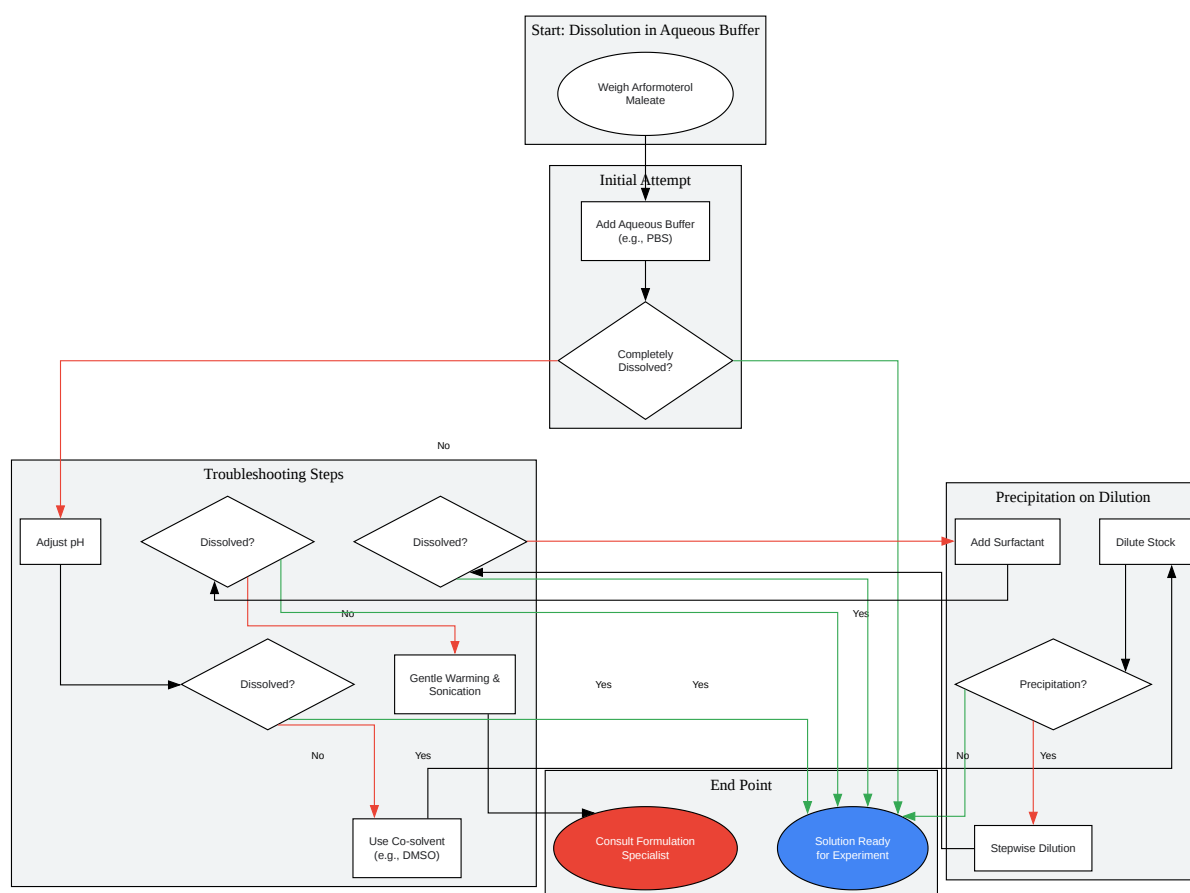 Start: Dissolution in Aqueous Buffer
Weigh Arformoterol
Maleate
Initial Attempt
Add Aqueous Buffer
(e.g., PBS)
Completely
Dissolved?
No
Troubleshooting Steps
Precipitation on Dilution
Adjust pH
Dissolved?
Dissolved?
Add Surfactant
Dilute Stock
No
Yes
Dissolved?
Gentle Warming &
Sonication
Yes
Yes
Precipitation?
No
Yes
No
Yes
End Point
Use Co-solvent
(e.g., DMSO)
Consult Formulation
Specialist
Solution Ready
for Experiment
Stepwise Dilution